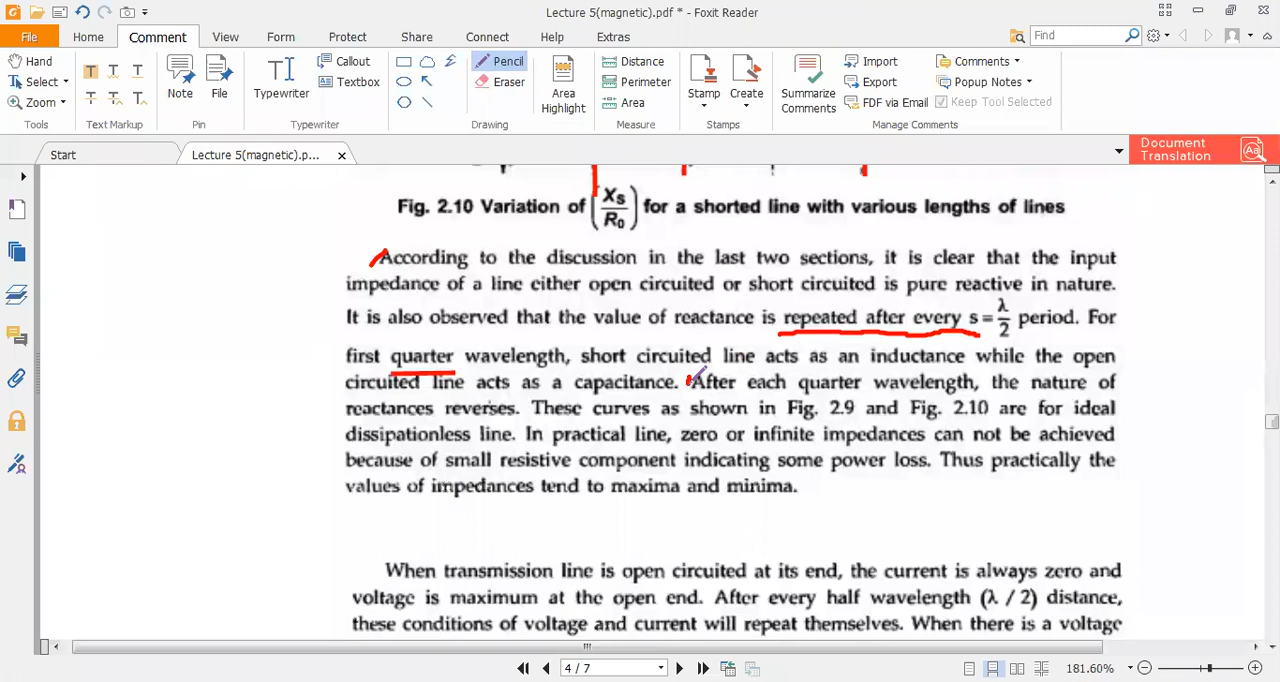 Lecture 5(magnetic).pdf * - Foxit Reader
File Home Comment View Form Protect Share Connect Help Extras Find
Hand Callout Pencil Distance Import Comments
Select Textbox Eraser Perimeter Export Popup Notes
Zoom Note File Typewriter Area Highlight Area Stamp Create Summarize Comments FDF via Email Keep Tool Selected
Tools Text Markup Pin Typewriter Drawing Measure Stamps Manage Comments
Start Lecture 5(magnetic).p... Document Translation
Fig. 2.10 Variation of (Xs/R0) for a shorted line with various lengths of lines
According to the discussion in the last two sections, it is clear that the input
impedance of a line either open circuited or short circuited is pure reactive in nature.
It is also observed that the value of reactance is repeated after every s = λ/2 period. For
first quarter wavelength, short circuited line acts as an inductance while the open
circuited line acts as a capacitance. After each quarter wavelength, the nature of
reactances reverses. These curves as shown in Fig. 2.9 and Fig. 2.10 are for ideal
dissipationless line. In practical line, zero or infinite impedances can not be achieved
because of small resistive component indicating some power loss. Thus practically the
values of impedances tend to maxima and minima.
When transmission line is open circuited at its end, the current is always zero and
voltage is maximum at the open end. After every half wavelength (λ / 2) distance,
these conditions of voltage and current will repeat themselves. When there is a voltage
4 / 7 181.60%